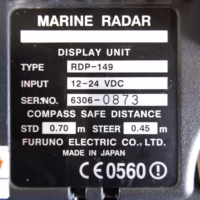 MARINE RADAR
DISPLAY UNIT
TYPE RDP-149
INPUT 12-24 VDC
SER.NO. 6306-0873
COMPASS SAFE DISTANCE
STD 0.70 m STEER 0.45 m
FURUNO ELECTRIC CO., LTD.
MADE IN JAPAN
CE0560